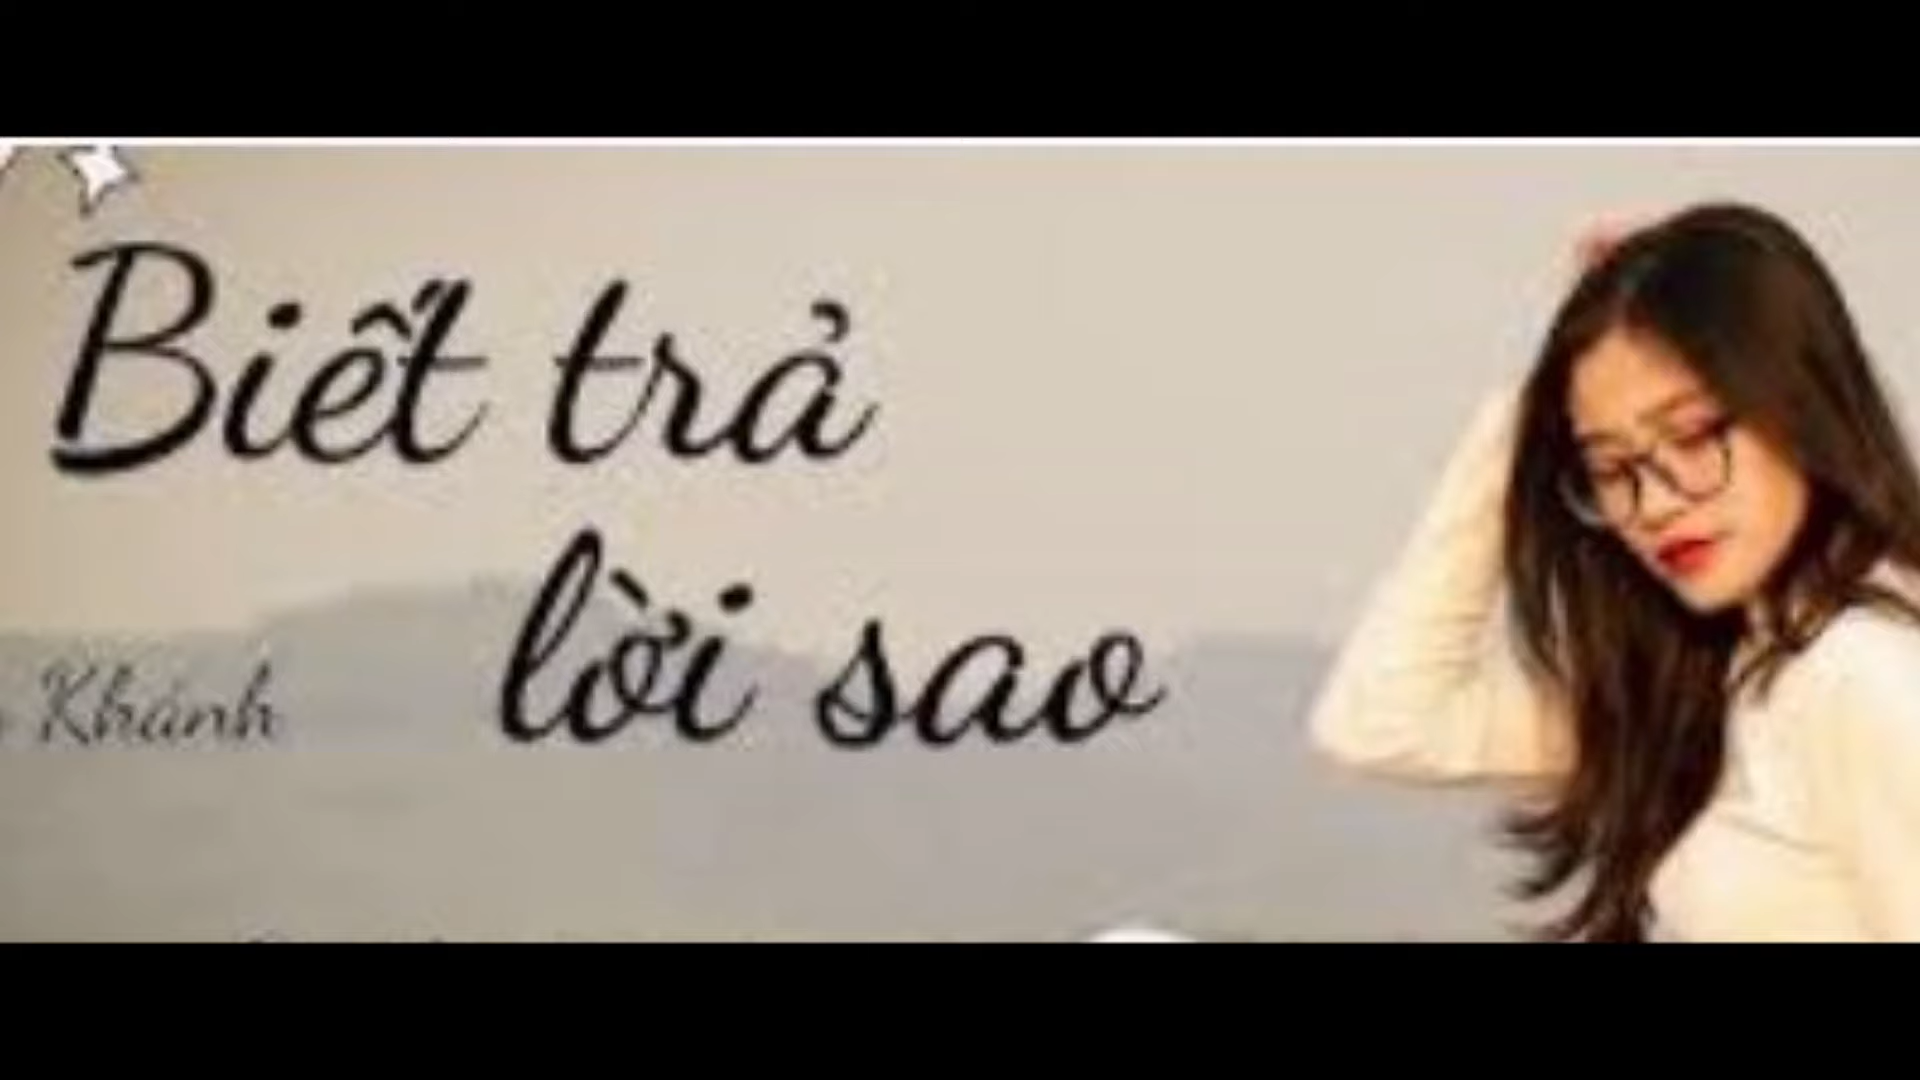 Biết trả
lời sao
Khánh